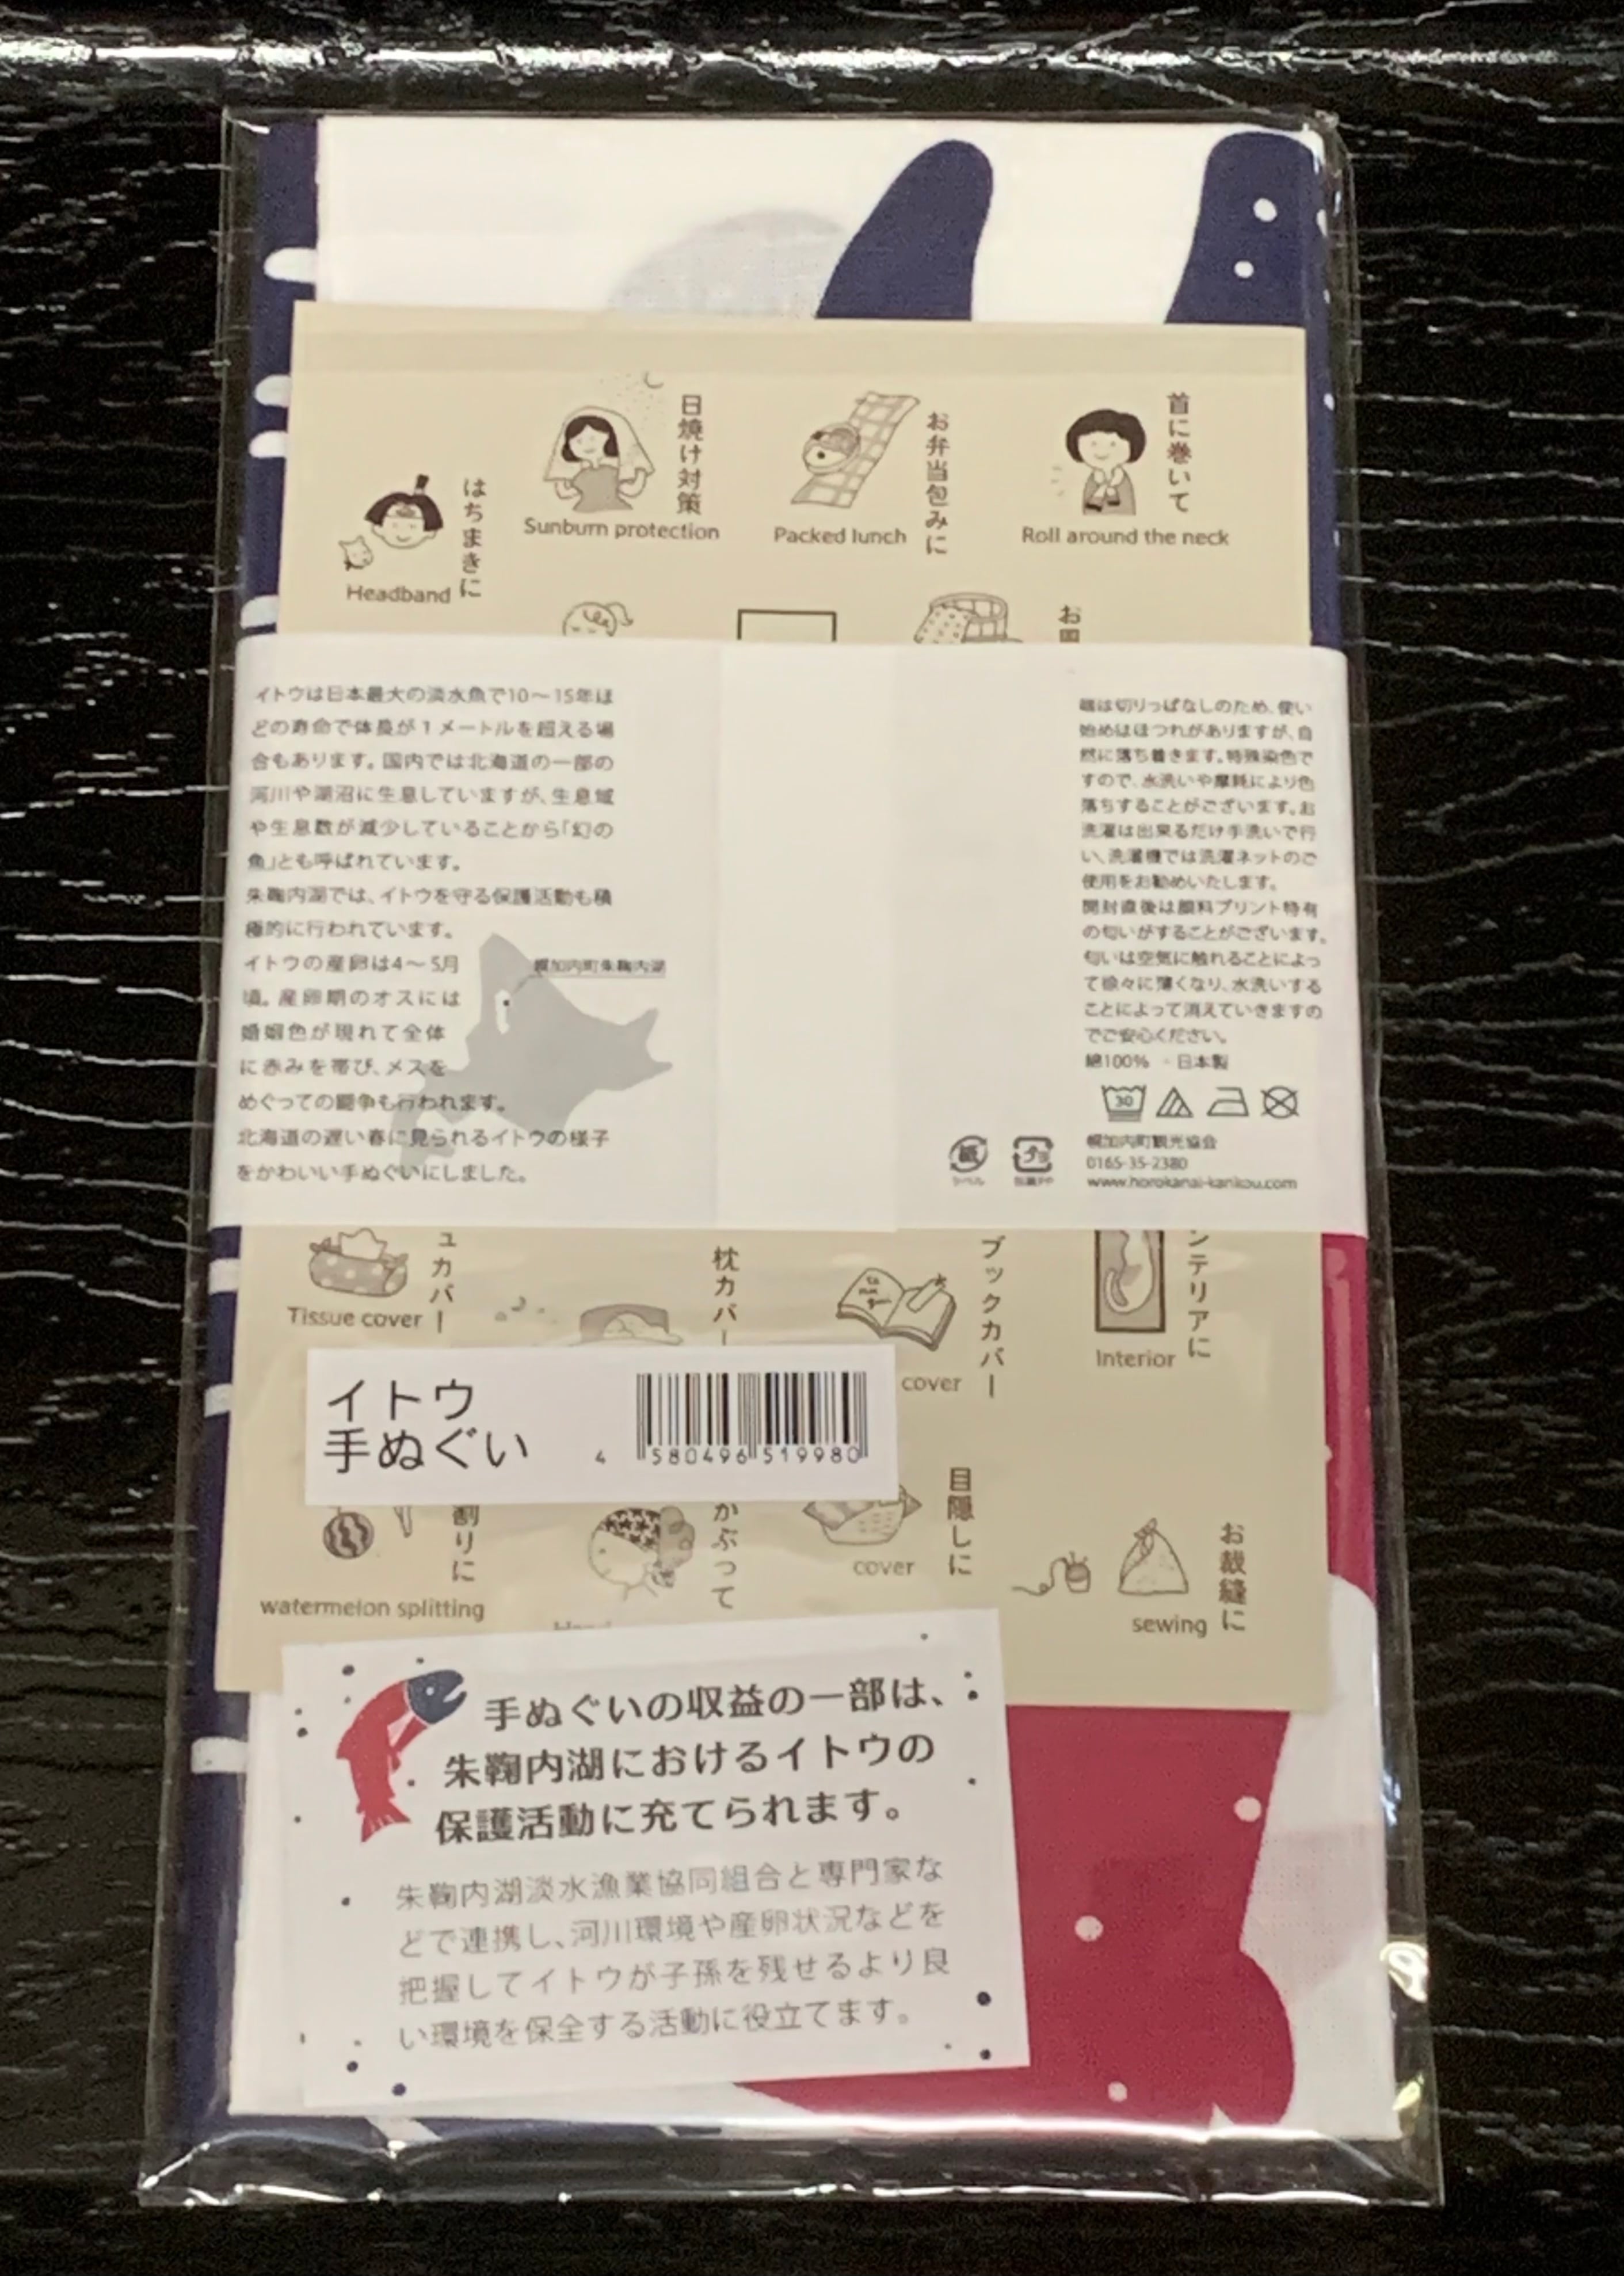 首に巻いて
お弁当包みに
日焼け対策
はちまきに
Roll around the neck
Packed lunch
Sunburn protection
Headband
お国
イトウは日本最大の淡水魚で10〜15年ほ
どの寿命で体長が1メートルを超える場
合もあります。国内では北海道の一部の
河川や湖沼に生息していますが、生息域
や生息数が減少していることから「幻の
魚」とも呼ばれています。
朱鞠内湖では、イトウを守る保護活動も積
極的に行われています。
イトウの産卵は4〜5月
頃。産卵期のオスには
婚姻色が現れて全体
に赤みを帯び、メスを
めぐっての闘争も行われます。
北海道の遅い春に見られるイトウの様子
をかわいい手ぬぐいにしました。
幌加内町朱鞠内湖
端は切りっぱなしのため、使い
始めはほつれがありますが、自
然に落ち着きます。特殊染色で
すので、水洗いや摩耗により色
落ちすることがございます。お
洗濯は出来るだけ手洗いで行
い、洗濯機では洗濯ネットのご
使用をお勧めいたします。
開封直後は顔料プリント特有
の匂いがすることがございます。
匂いは空気に触れることによっ
て徐々に薄くなり、水洗いする
ことによって消えていきますの
でご安心ください。
綿100% 日本製
30
幌加内町観光協会
0165-35-2380
www.horokanai-kankou.com
紙
ラベル
プラ
包装PP
ンテリアに
ブックカバー
枕カバー
ュカバー
Tissue cover
Interior
cover
イトウ
手ぬぐい
4 580496 519980
お裁縫に
目隠しに
かぶって
割りに
cover
watermelon splitting
sewing
手ぬぐいの収益の一部は、
朱鞠内湖におけるイトウの
保護活動に充てられます。
朱鞠内湖淡水漁業協同組合と専門家な
どで連携し、河川環境や産卵状況などを
把握してイトウが子孫を残せるより良
い環境を保全する活動に役立てます。